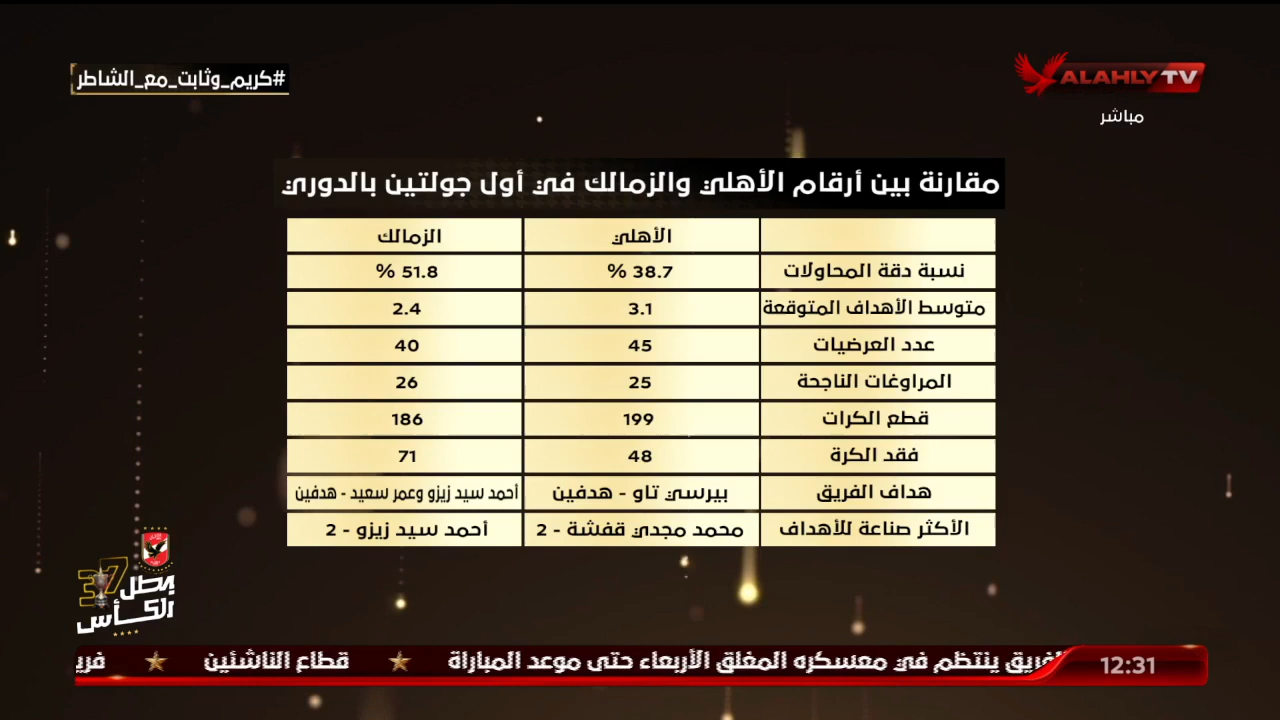 #كريم_وثابت_مع_الشاطر
ALAHLY TV
مباشر
مقارنة بين أرقام الأهلي والزمالك في أول جولتين بالدوري
الأهلي الزمالك
نسبة دقة المحاولات 38.7 % 51.8 %
متوسط الأهداف المتوقعة 3.1 2.4
عدد العرضيات 45 40
المراوغات الناجحة 25 26
قطع الكرات 199 186
فقد الكرة 48 71
هداف الفريق بيرسي تاو - هدفين أحمد سيد زيزو وعمر سعيد - هدفين
الأكثر صناعة للأهداف محمد مجدي قفشة - 2 أحمد سيد زيزو - 2
بطل 37
الكأس
12:31 الفريق ينتظم في معسكره المغلق الأربعاء حتى موعد المباراة قطاع الناشئين فري